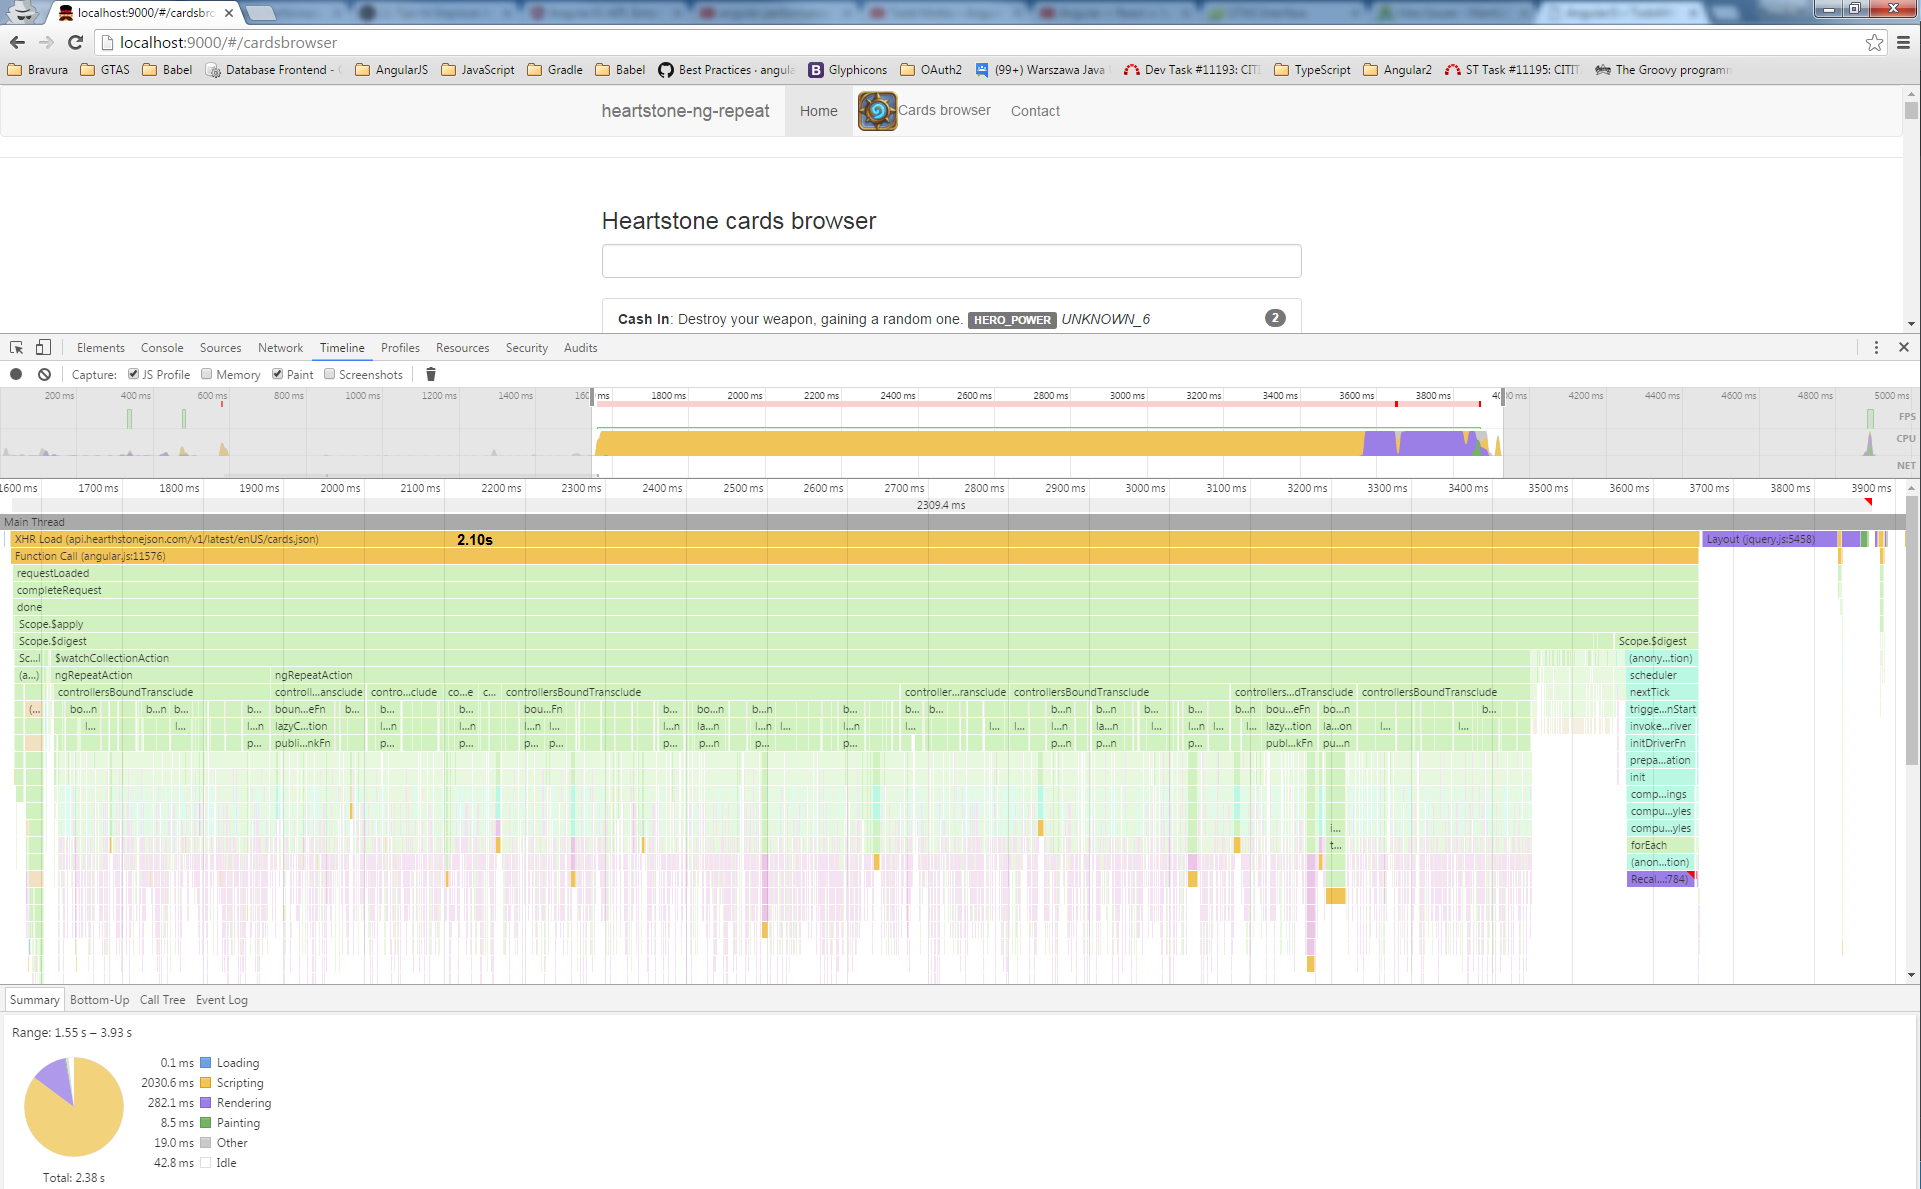 localhost:9000/#/cardsbro
localhost:9000/#/cardsbrowser
Bravura GTAS Babel Database Frontend - AngularJS JavaScript Gradle Babel Best Practices · angula Glyphicons OAuth2 (99+) Warszawa Java Dev Task #11193: CITI TypeScript Angular2 ST Task #11195: CITIT The Groovy programm
heartstone-ng-repeat Home Cards browser Contact
Heartstone cards browser
Cash In: Destroy your weapon, gaining a random one. HERO_POWER UNKNOWN_6 2
Elements Console Sources Network Timeline Profiles Resources Security Audits
Capture: JS Profile Memory Paint Screenshots
200 ms 400 ms 600 ms 800 ms 1000 ms 1200 ms 1400 ms 160 ms 1800 ms 2000 ms 2200 ms 2400 ms 2600 ms 2800 ms 3000 ms 3200 ms 3400 ms 3600 ms 3800 ms 40 00 ms 4200 ms 4400 ms 4600 ms 4800 ms 5000 ms
FPS
CPU
NET
1600 ms 1700 ms 1800 ms 1900 ms 2000 ms 2100 ms 2200 ms 2300 ms 2400 ms 2500 ms 2600 ms 2700 ms 2800 ms 2900 ms 3000 ms 3100 ms 3200 ms 3300 ms 3400 ms 3500 ms 3600 ms 3700 ms 3800 ms 3900 ms
2309.4 ms
Main Thread
XHR Load (api.hearthstonejson.com/v1/latest/enUS/cards.json) 2.10s Layout (jquery.js:5458)
Function Call (angular.js:11576)
requestLoaded
completeRequest
done
Scope.$apply
Scope.$digest Scope.$digest
Sc...l $watchCollectionAction (anony...tion)
(a...) ngRepeatAction ngRepeatAction scheduler
controllersBoundTransclude controll...ansclude contro...clude co...e c... controllersBoundTransclude controller...ransclude controllersBoundTransclude controllers...dTransclude controllersBoundTransclude nextTick
(... bo...n b...n b... b... boun...eFn b... b... b... bou...Fn b... bo...n b...n b... b... b... b...n b...n b... b... b...n bou...eFn bo...n b... trigge...nStart
l... l... l...n lazyC...tion l...n l...n l...n l... l... la...n l...n l... l...n l... l... l... l...n la...n l... l...n l... l... lazy...tion la...on l... l... invoke...river
p... publi...nkFn p... p... p... p... p... p...n p... p... p...n p...n p... publ...kFn pu...n initDriverFn
prepa...ation
init
comp...ings
compu...yles
i... compu...yles
t... forEach
(anon...tion)
Recal...:784)
Summary Bottom-Up Call Tree Event Log
Range: 1.55 s – 3.93 s
0.1 ms Loading
2030.6 ms Scripting
282.1 ms Rendering
8.5 ms Painting
19.0 ms Other
42.8 ms Idle
Total: 2.38 s